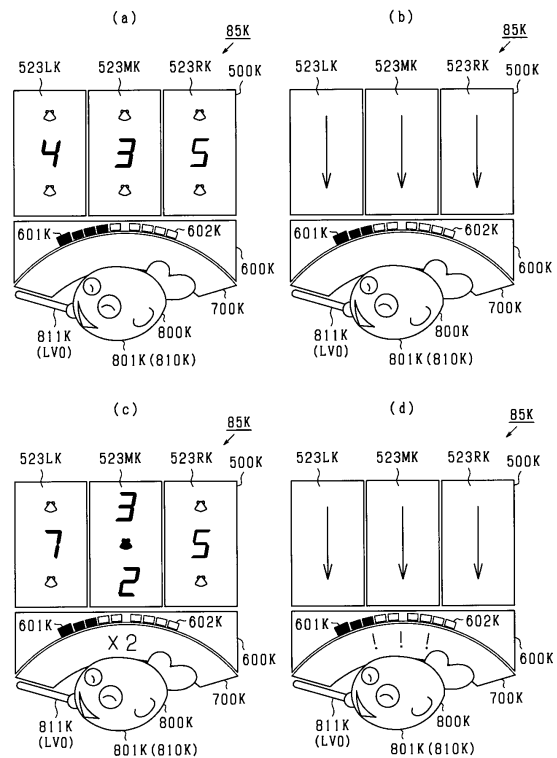 (a)
85K
523LK 523MK 523RK 500K
4 3 5
601K 602K
600K
700K
811K 800K
(LV0)
801K(810K)
(b)
85K
523LK 523MK 523RK 500K
601K 602K
600K
700K
811K 800K
(LV0)
801K(810K)
(c)
85K
523LK 523MK 523RK 500K
3
7 5
2
601K 602K
X2
600K
700K
811K 800K
(LV0)
801K(810K)
(d)
85K
523LK 523MK 523RK 500K
601K 602K
! ! !
600K
700K
811K 800K
(LV0)
801K(810K)